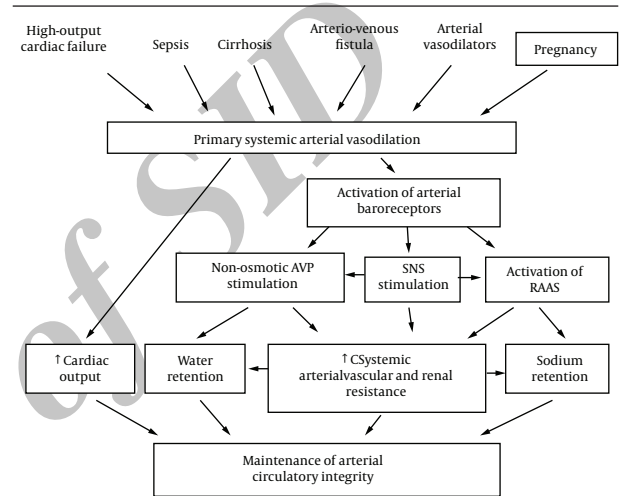 High-output
cardiac failure
Sepsis
Cirrhosis
Arterio-venous
fistula
Arterial
vasodilators
Pregnancy
Primary systemic arterial vasodilation
Activation of arterial
baroreceptors
Non-osmotic AVP
stimulation
SNS
stimulation
Activation of
RAAS
↑Cardiac
output
Water
retention
↑CSystemic
arterialvascular and renal
resistance
Sodium
retention
Maintenance of arterial
circulatory integrity
of SID